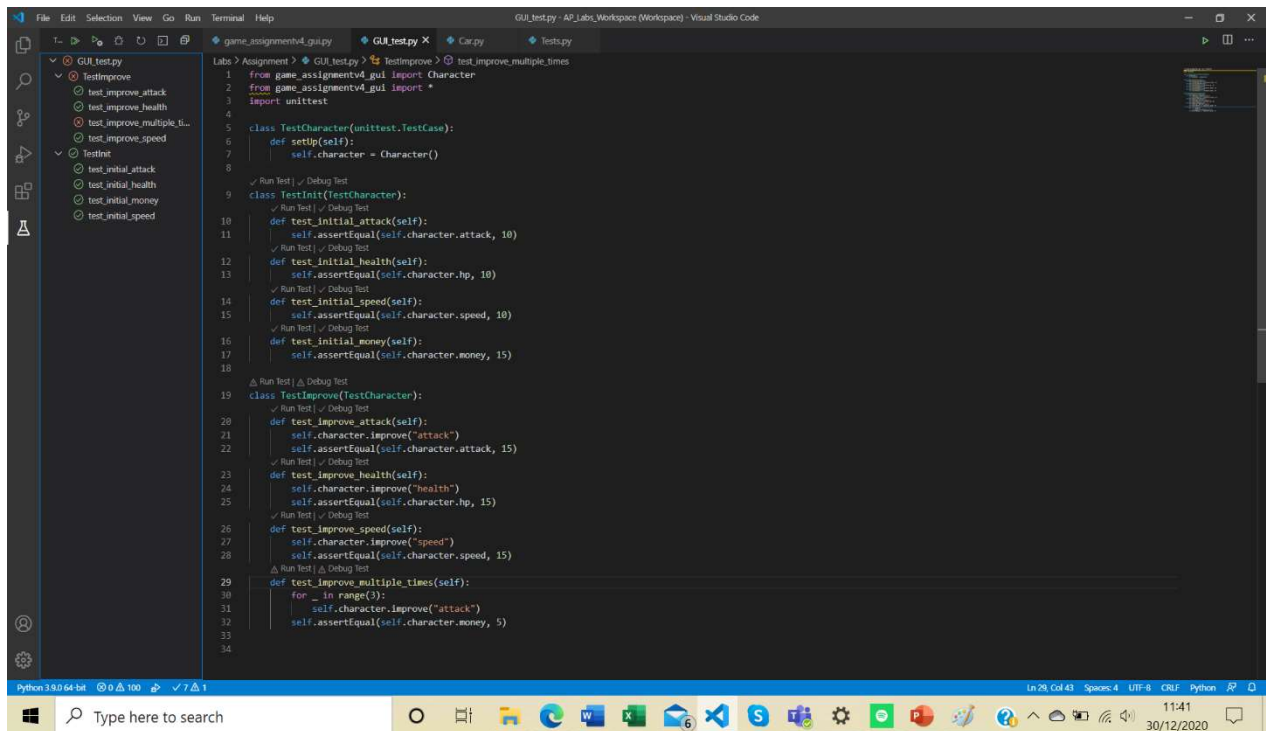 File Edit Selection View Go Run Terminal Help
GUI_test.py - AP_Labs_Workspace (Workspace) - Visual Studio Code
game_assignmentv4_gui.py GUI_test.py Car.py Tests.py
GUI_test.py
TestImprove
test_improve_attack
test_improve_health
test_improve_multiple_ti...
test_improve_speed
TestInit
test_initial_attack
test_initial_health
test_initial_money
test_initial_speed
Labs > Assignment > GUI_test.py > TestImprove > test_improve_multiple_times
1 from game_assignmentv4_gui import Character
2 from game_assignmentv4_gui import *
3 import unittest
4
5 class TestCharacter(unittest.TestCase):
6 def setUp(self):
7 self.character = Character()
8
Run Test | Debug Test
9 class TestInit(TestCharacter):
Run Test | Debug Test
10 def test_initial_attack(self):
11 self.assertEqual(self.character.attack, 10)
Run Test | Debug Test
12 def test_initial_health(self):
13 self.assertEqual(self.character.hp, 10)
Run Test | Debug Test
14 def test_initial_speed(self):
15 self.assertEqual(self.character.speed, 10)
Run Test | Debug Test
16 def test_initial_money(self):
17 self.assertEqual(self.character.money, 15)
18
Run Test | Debug Test
19 class TestImprove(TestCharacter):
Run Test | Debug Test
20 def test_improve_attack(self):
21 self.character.improve("attack")
22 self.assertEqual(self.character.attack, 15)
Run Test | Debug Test
23 def test_improve_health(self):
24 self.character.improve("health")
25 self.assertEqual(self.character.hp, 15)
Run Test | Debug Test
26 def test_improve_speed(self):
27 self.character.improve("speed")
28 self.assertEqual(self.character.speed, 15)
Run Test | Debug Test
29 def test_improve_multiple_times(self):
30 for _ in range(3):
31 self.character.improve("attack")
32 self.assertEqual(self.character.money, 5)
33
34
Python 3.9.0 64-bit 0 100 7 1
Ln 29, Col 43 Spaces: 4 UTF-8 CRLF Python
Type here to search
6
11:41
30/12/2020